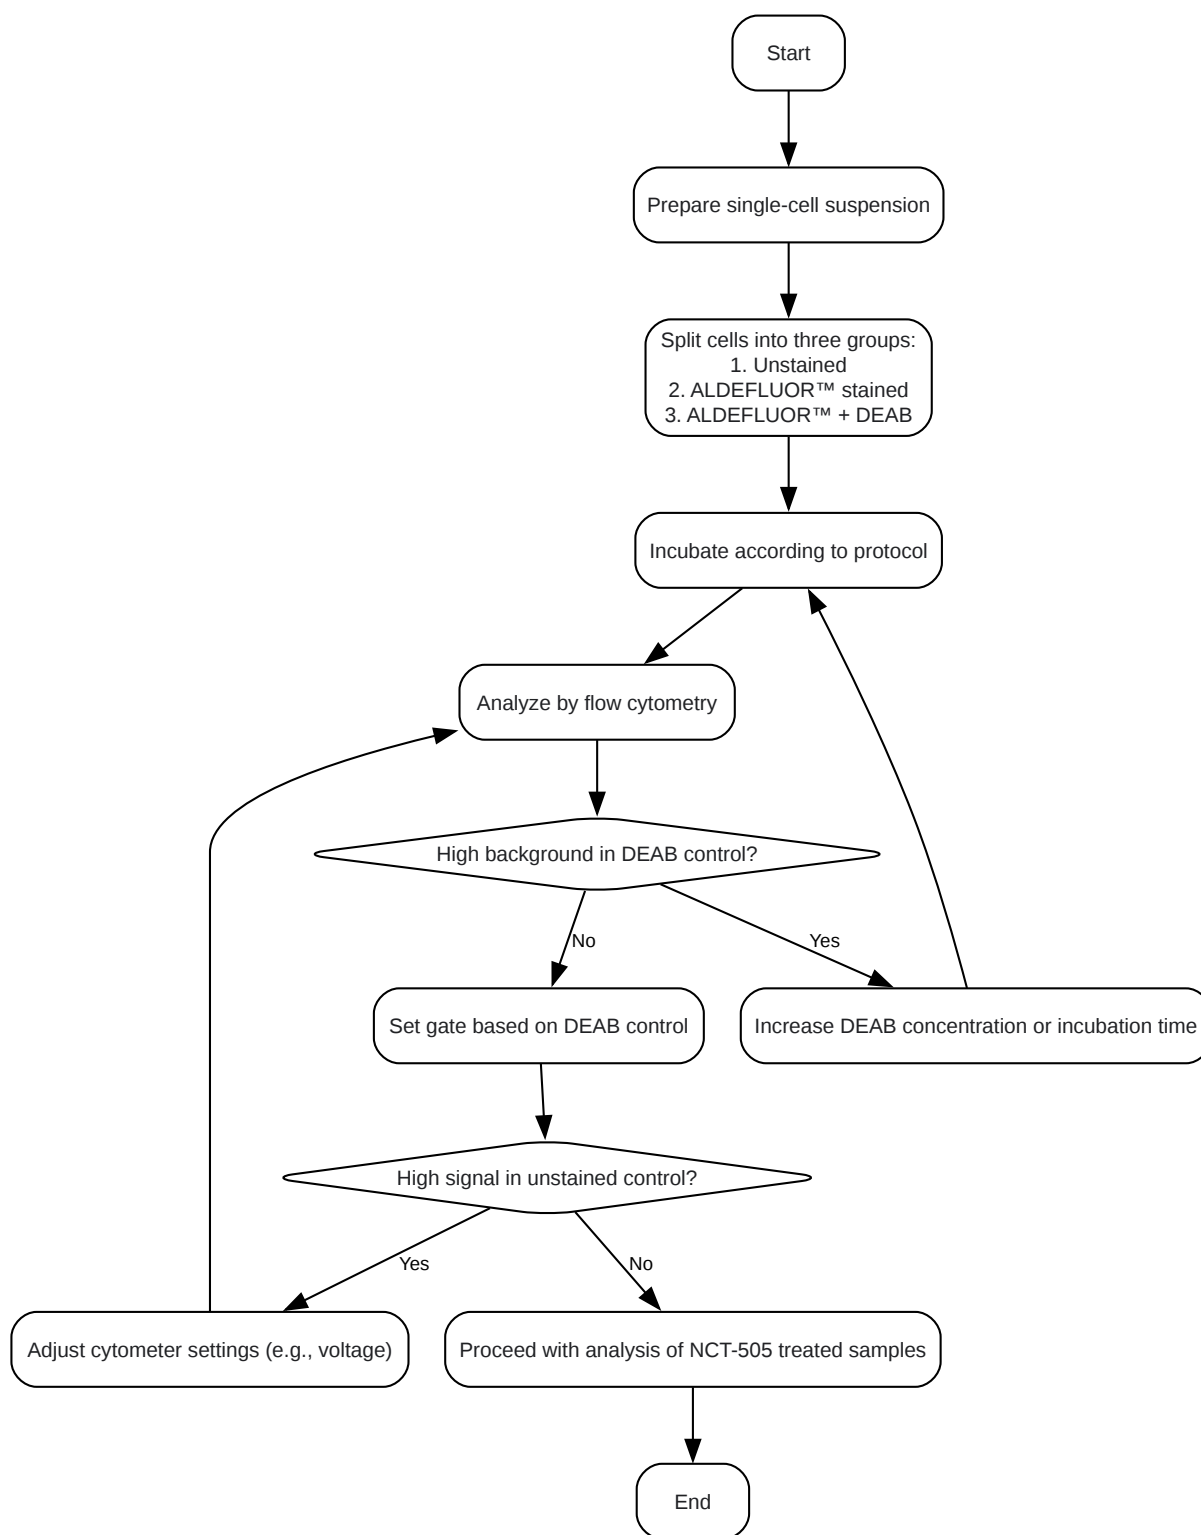 Start
Prepare single-cell suspension
Split cells into three groups:
1. Unstained
2. ALDEFLUOR™ stained
3. ALDEFLUOR™ + DEAB
Incubate according to protocol
Analyze by flow cytometry
High background in DEAB control?
No
Yes
Set gate based on DEAB control
Increase DEAB concentration or incubation time
High signal in unstained control?
Yes
No
Adjust cytometer settings (e.g., voltage)
Proceed with analysis of NCT-505 treated samples
End